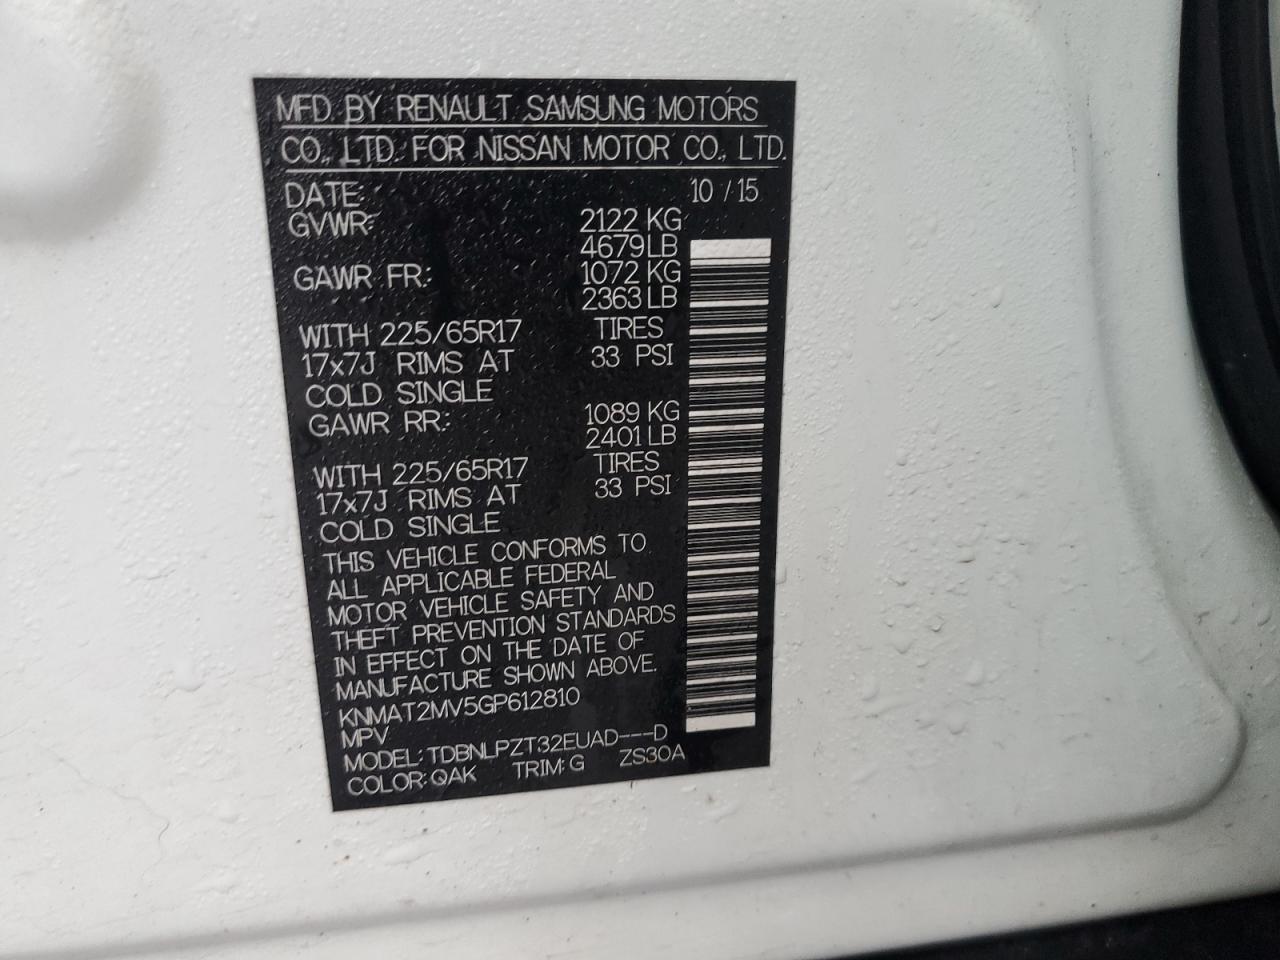 MFD BY RENAULT SAMSUNG MOTORS
CO., LTD. FOR NISSAN MOTOR CO., LTD.
DATE: 10 / 15
GVWR: 2122 KG
4679 LB
GAWR FR.: 1072 KG
2363 LB
WITH 225/65R17 TIRES
17x7J RIMS AT 33 PSI
COLD SINGLE
GAWR RR.: 1089 KG
2401 LB
WITH 225/65R17 TIRES
17x7J RIMS AT 33 PSI
COLD SINGLE
THIS VEHICLE CONFORMS TO
ALL APPLICABLE FEDERAL
MOTOR VEHICLE SAFETY AND
THEFT PREVENTION STANDARDS
IN EFFECT ON THE DATE OF
MANUFACTURE SHOWN ABOVE.
KNMAT2MV5GP612810
MPV
MODEL: TDBNLPZT32EUAD---D
COLOR: QAK TRIM: G ZS30A